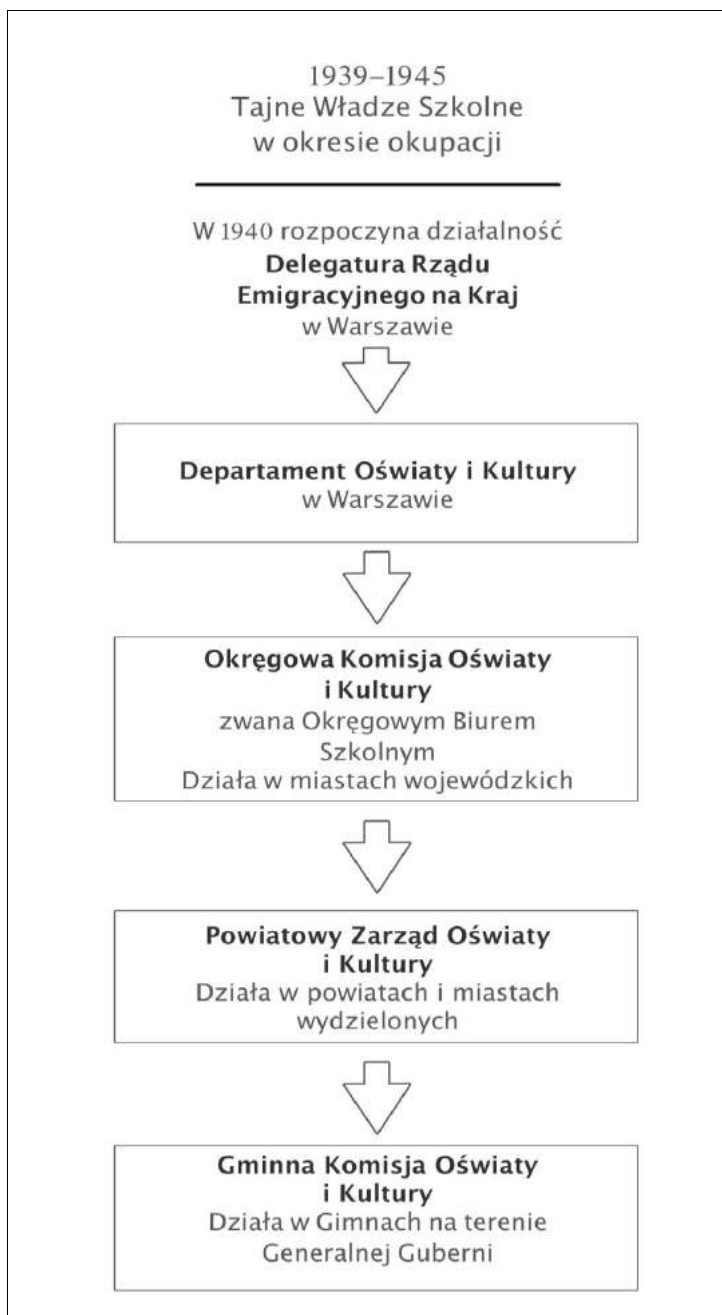 1939–1945
Tajne Władze Szkolne
w okresie okupacji
W 1940 rozpoczyna działalność
Delegatura Rządu
Emigracyjnego na Kraj
w Warszawie
Departament Oświaty i Kultury
w Warszawie
Okręgowa Komisja Oświaty
i Kultury
zwana Okręgowym Biurem
Szkolnym
Działa w miastach wojewódzkich
Powiatowy Zarząd Oświaty
i Kultury
Działa w powiatach i miastach
wydzielonych
Gminna Komisja Oświaty
i Kultury
Działa w Gimnach na terenie
Generalnej Guberni